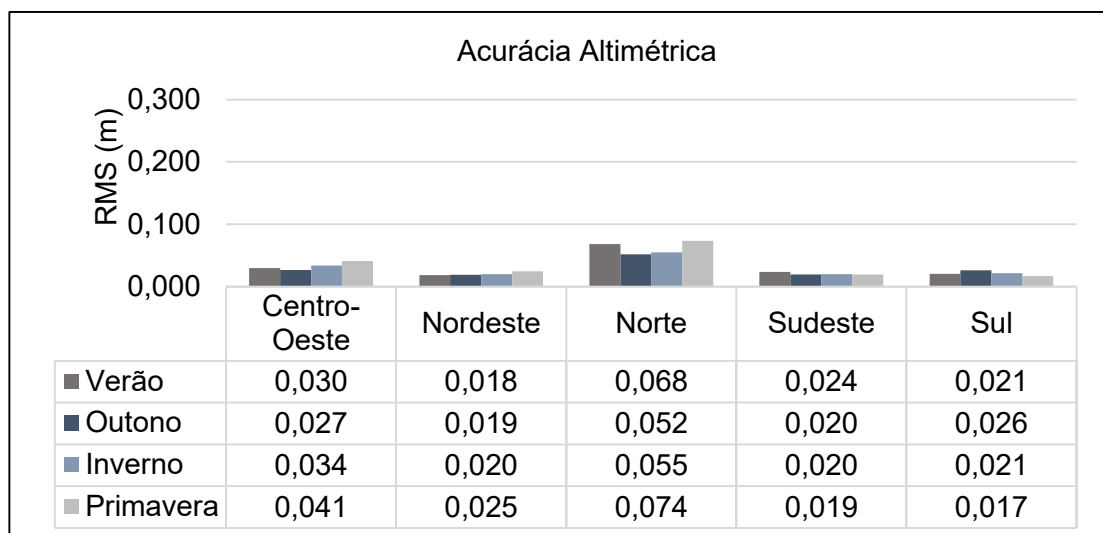 Acurácia Altimétrica
RMS (m)
0,300
0,200
0,100
0,000
Centro-
Oeste
Nordeste
Norte
Sudeste
Sul
Verão 0,030 0,018 0,068 0,024 0,021
Outono 0,027 0,019 0,052 0,020 0,026
Inverno 0,034 0,020 0,055 0,020 0,021
Primavera 0,041 0,025 0,074 0,019 0,017